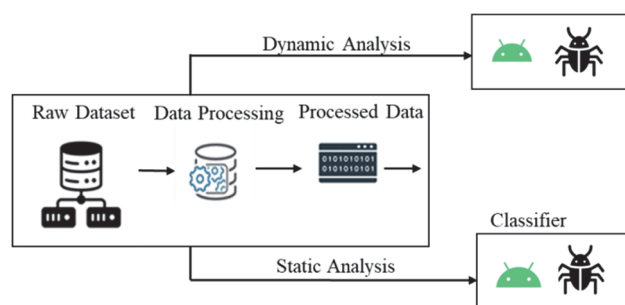 Dynamic Analysis
Raw Dataset
Data Processing
Processed Data
0101010101
0101010101
Classifier
Static Analysis